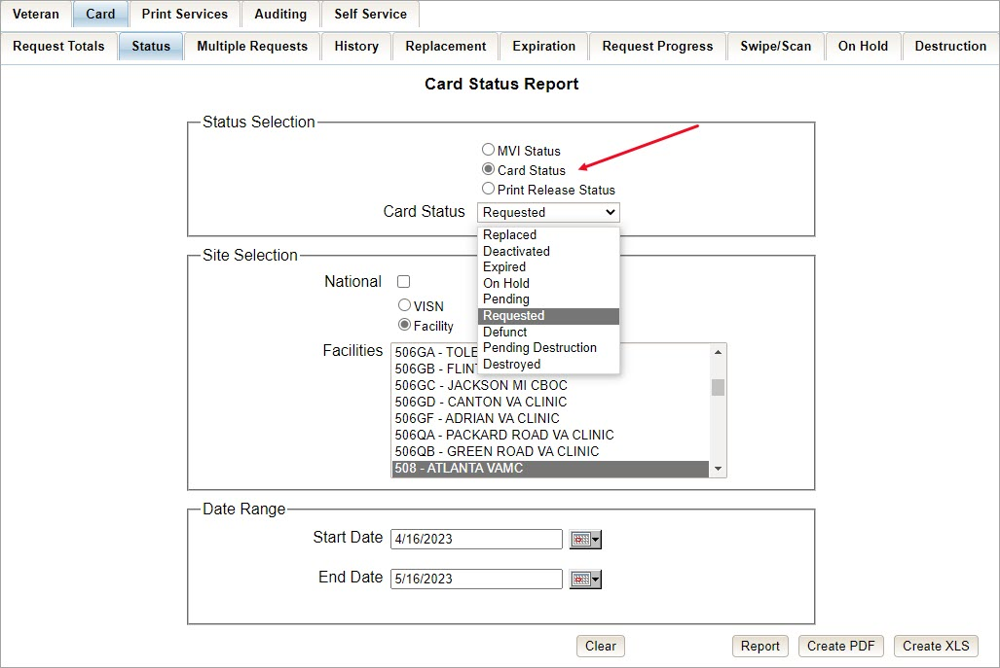 Veteran Card Print Services Auditing Self Service
Request Totals Status Multiple Requests History Replacement Expiration Request Progress Swipe/Scan On Hold Destruction
Card Status Report
Status Selection
MVI Status
Card Status
Print Release Status
Card Status Requested
Replaced
Deactivated
Expired
On Hold
Pending
Requested
Defunct
Pending Destruction
Destroyed
Site Selection
National
VISN
Facility
Facilities
506GA - TOLE
506GB - FLIN
506GC - JACKSON MI CBOC
506GD - CANTON VA CLINIC
506GF - ADRIAN VA CLINIC
506QA - PACKARD ROAD VA CLINIC
506QB - GREEN ROAD VA CLINIC
508 - ATLANTA VAMC
Date Range
Start Date 4/16/2023
End Date 5/16/2023
Clear Report Create PDF Create XLS